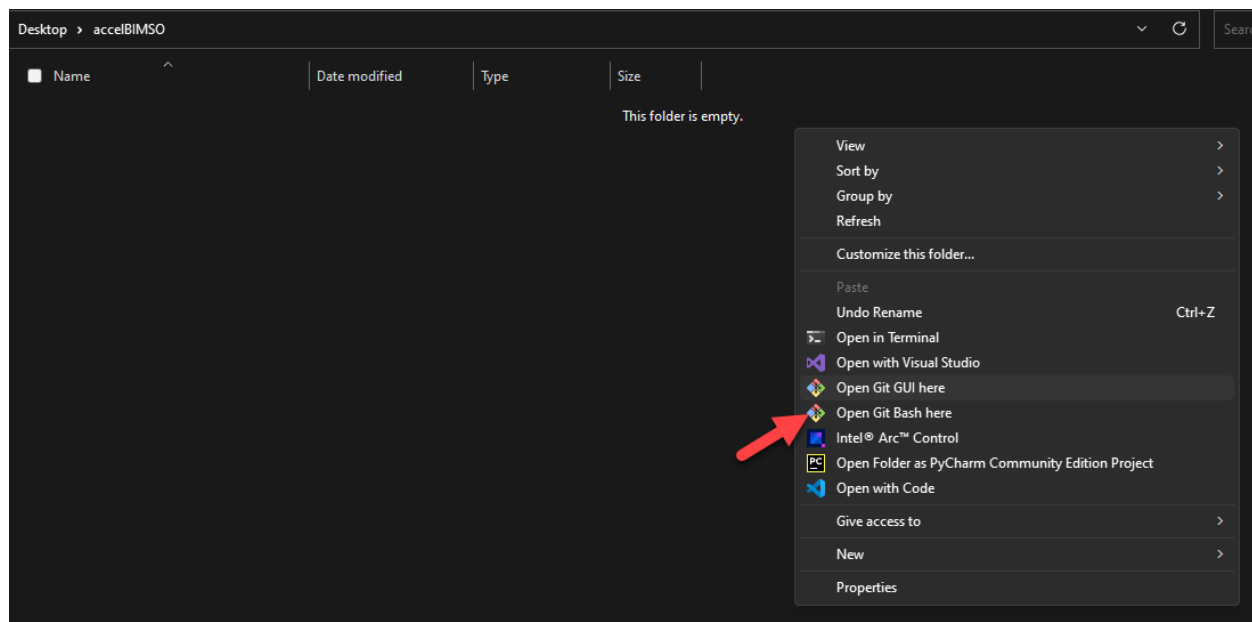 Desktop > accelBIMSO
Sear
Name Date modified Type Size
This folder is empty.
View
Sort by
Group by
Refresh
Customize this folder...
Paste
Undo Rename Ctrl+Z
Open in Terminal
Open with Visual Studio
Open Git GUI here
Open Git Bash here
Intel® Arc™ Control
PC Open Folder as PyCharm Community Edition Project
Open with Code
Give access to
New
Properties